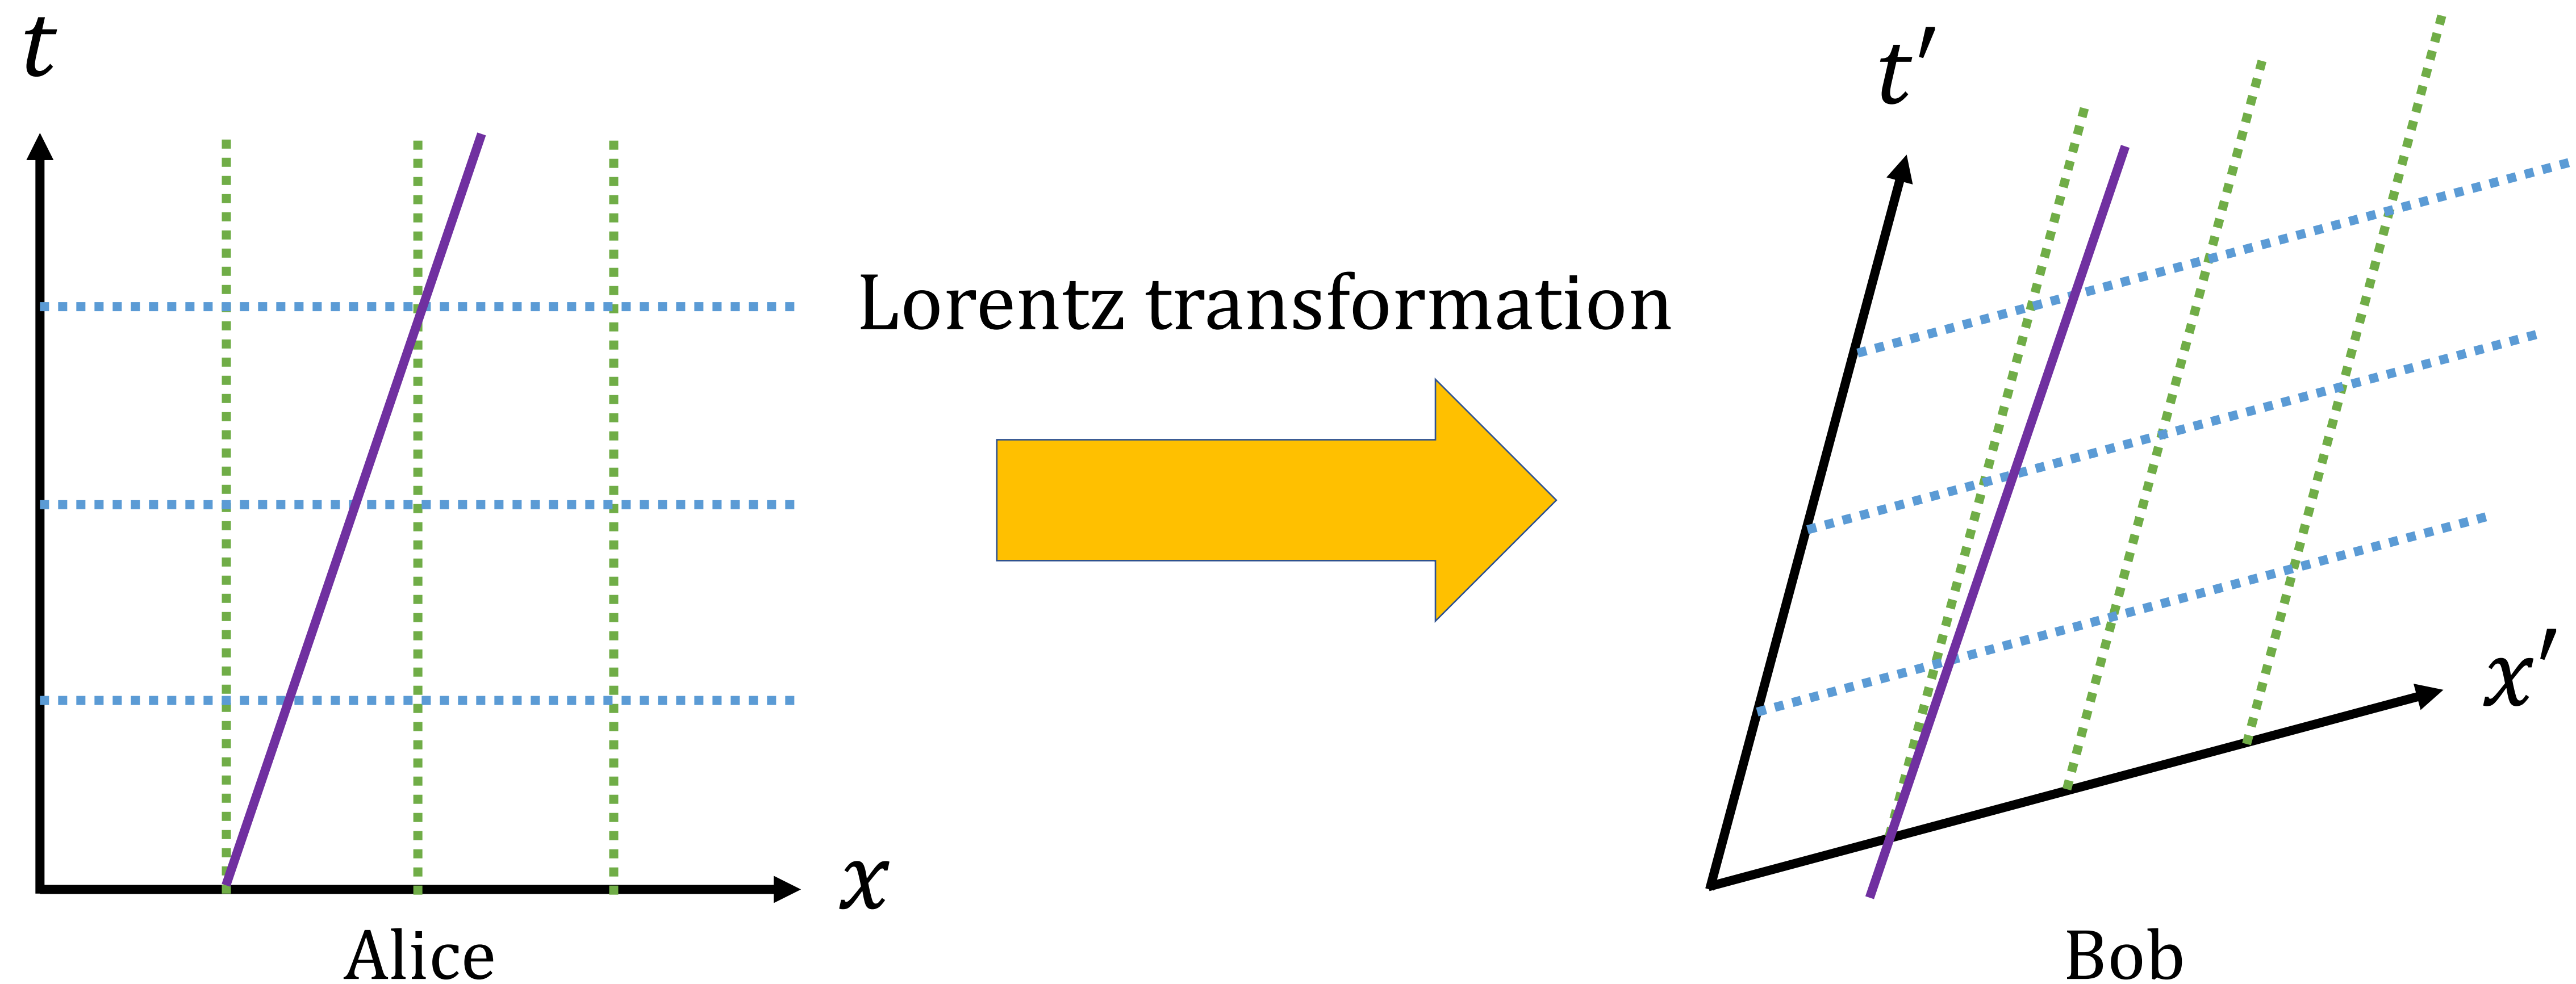 t
x
Alice
Lorentz transformation
t′
x′
Bob